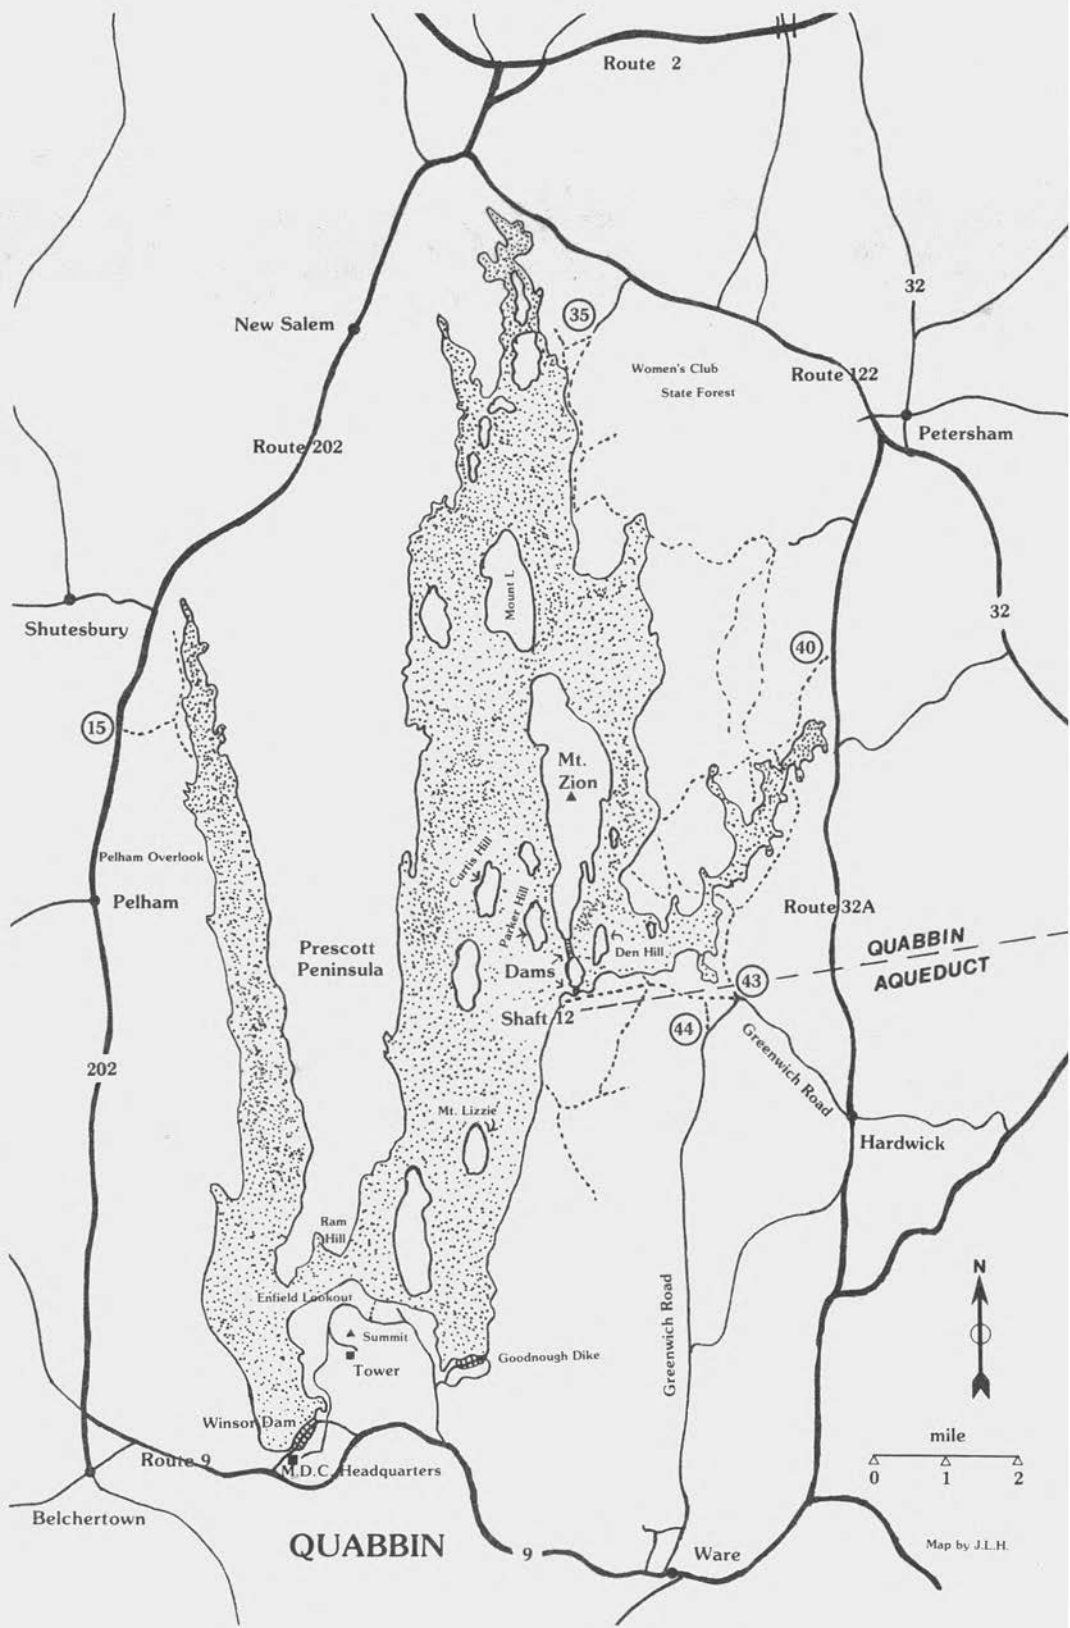 Route 2
32
35
New Salem
Women's Club
State Forest
Route 122
Petersham
Route 202
Mount L
Shutesbury
32
40
15
Mt.
Zion
Pelham Overlook
Curtis Hill
Pelham
Parker Hill
Route 32A
Prescott
Peninsula
Den Hill
QUABBIN
AQUEDUCT
Dams
43
Shaft 12
44
Greenwich Road
202
Mt. Lizzie
Hardwick
Ram
Hill
N
Enfield Lookout
Summit
Greenwich Road
Goodnough Dike
Tower
Winsor Dam
mile
Route 9
M.D.C. Headquarters
0 1 2
Belchertown
QUABBIN
9
Ware
Map by J.L.H.